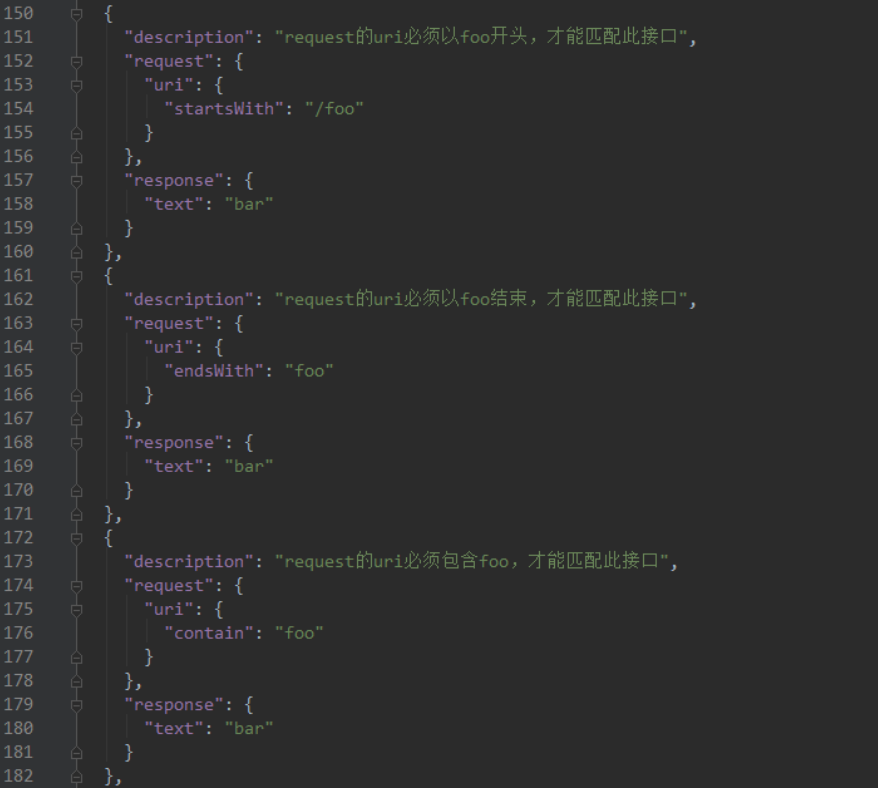 150 {
151 "description": "request的uri必须以foo开头，才能匹配此接口",
152 "request": {
153 "uri": {
154 "startsWith": "/foo"
155 }
156 },
157 "response": {
158 "text": "bar"
159 }
160 },
161 {
162 "description": "request的uri必须以foo结束，才能匹配此接口",
163 "request": {
164 "uri": {
165 "endsWith": "foo"
166 }
167 },
168 "response": {
169 "text": "bar"
170 }
171 },
172 {
173 "description": "request的uri必须包含foo，才能匹配此接口",
174 "request": {
175 "uri": {
176 "contain": "foo"
177 }
178 },
179 "response": {
180 "text": "bar"
181 }
182 },